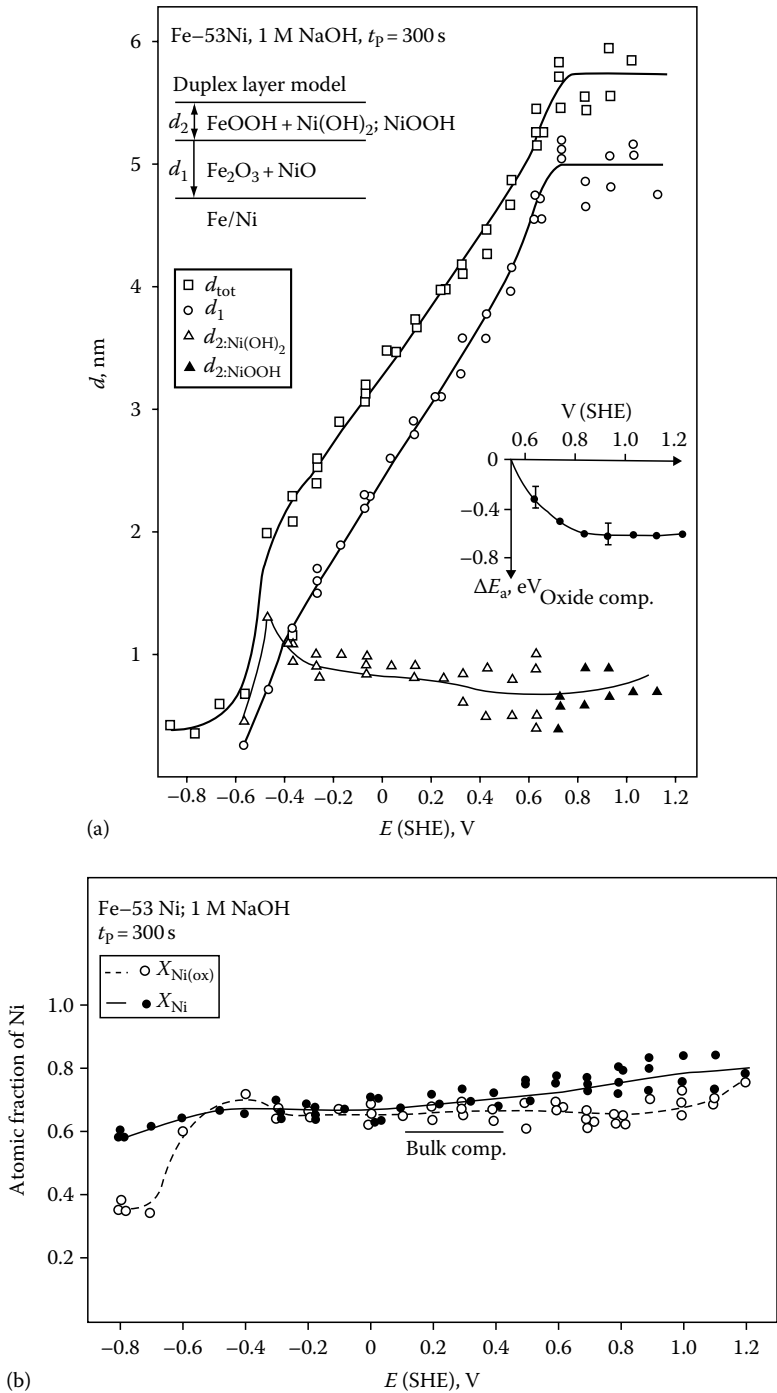 Fe–53Ni, 1 M NaOH, tP = 300 s
Duplex layer model
d2 FeOOH + Ni(OH)2; NiOOH
d1 Fe2O3 + NiO
Fe/Ni
dtot
d1
d2:Ni(OH)2
d2:NiOOH
6
5
4
3
2
1
d, nm
V (SHE)
0.6 0.8 1.0 1.2
0
−0.4
−0.8
ΔEa, eV
Oxide comp.
−0.8 −0.6 −0.4 −0.2 0 0.2 0.4 0.6 0.8 1.0 1.2
E (SHE), V
(a)
Fe–53 Ni; 1 M NaOH
tP = 300 s
XNi(ox)
XNi
1.0
0.8
0.6
0.4
0.2
Atomic fraction of Ni
Bulk comp.
−0.8 −0.6 −0.4 −0.2 0 0.2 0.4 0.6 0.8 1.0 1.2
E (SHE), V
(b)